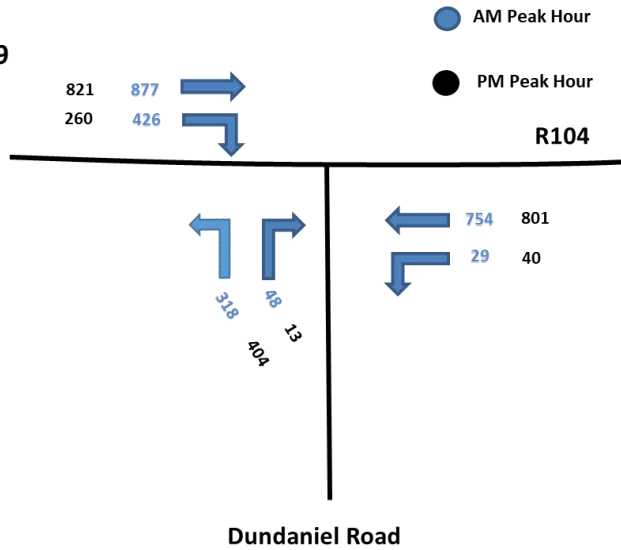 AM Peak Hour
9
821 877
PM Peak Hour
260 426
R104
754 801
29 40
318 48
404 13
Dundaniel Road